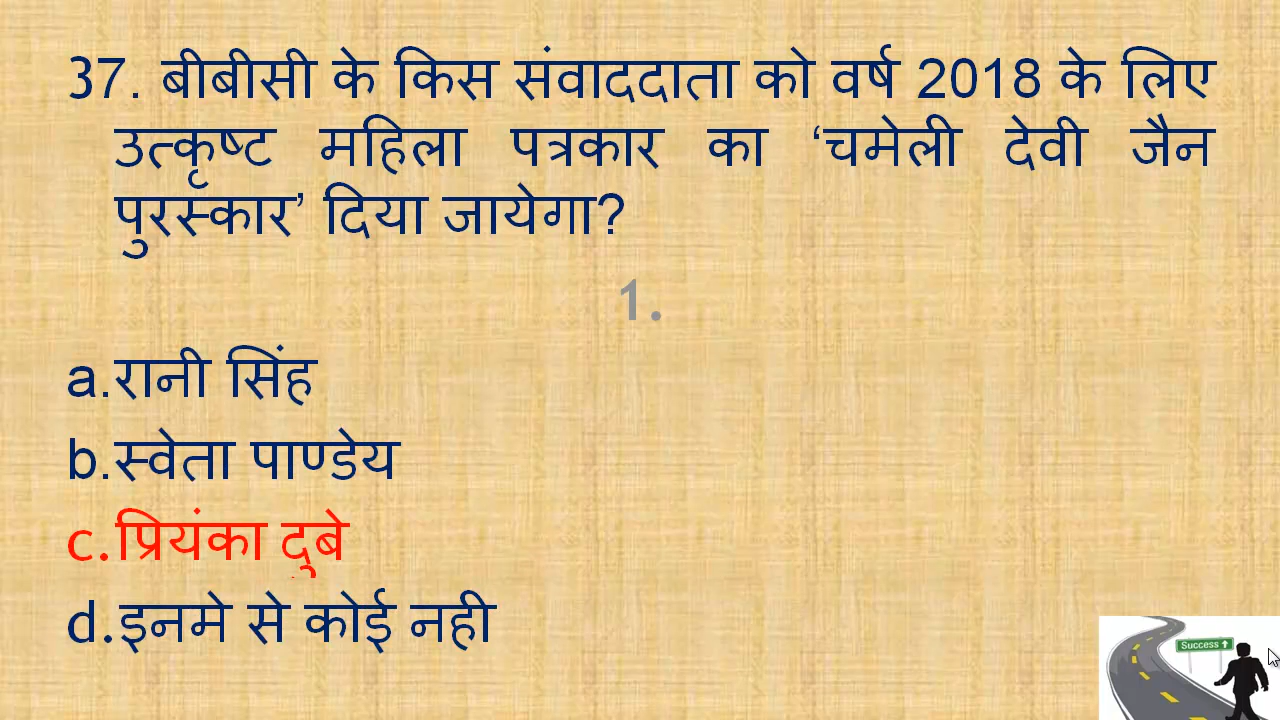 37. बीबीसी के किस संवाददाता को वर्ष 2018 के लिए
उत्कृष्ट महिला पत्रकार का ‘चमेली देवी जैन
पुरस्कार’ दिया जायेगा?
1.
a.रानी सिंह
b.स्वेता पाण्डेय
c.प्रियंका दुबे
d.इनमे से कोई नही
Success